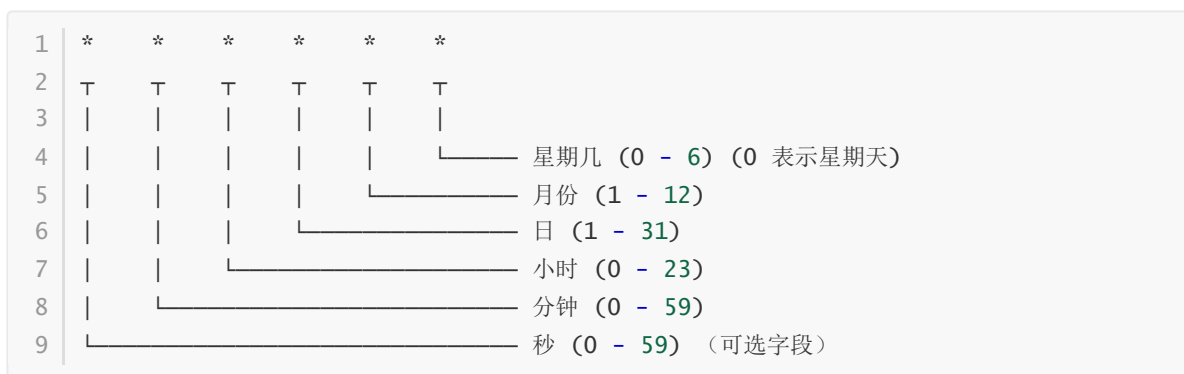 1 *    *    *    *    *    *
2 ┬    ┬    ┬    ┬    ┬    ┬
3 │    │    │    │    │    │
4 │    │    │    │    │    └───── 星期几 (0 - 6) (0 表示星期天)
5 │    │    │    │    └────────── 月份 (1 - 12)
6 │    │    │    └─────────────── 日 (1 - 31)
7 │    │    └──────────────────── 小时 (0 - 23)
8 │    └───────────────────────── 分钟 (0 - 59)
9 └────────────────────────────── 秒 (0 - 59) （可选字段）